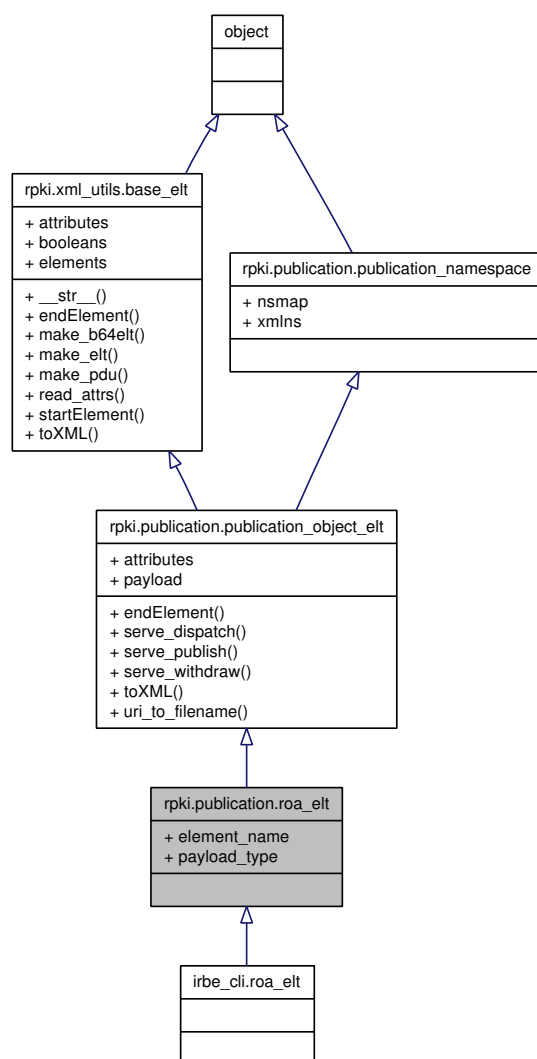 object
rpki.xml_utils.base_elt
+ attributes
+ booleans
+ elements
+ __str__()
+ endElement()
+ make_b64elt()
+ make_elt()
+ make_pdu()
+ read_attrs()
+ startElement()
+ toXML()
rpki.publication.publication_namespace
+ nsmap
+ xmlns
rpki.publication.publication_object_elt
+ attributes
+ payload
+ endElement()
+ serve_dispatch()
+ serve_publish()
+ serve_withdraw()
+ toXML()
+ uri_to_filename()
rpki.publication.roa_elt
+ element_name
+ payload_type
irbe_cli.roa_elt